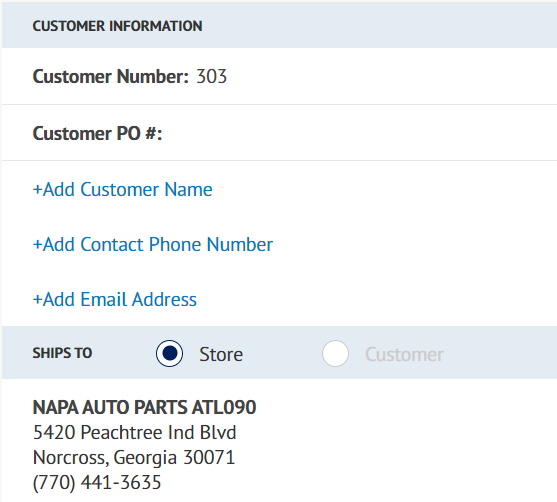 CUSTOMER INFORMATION
Customer Number: 303
Customer PO #:
+Add Customer Name
+Add Contact Phone Number
+Add Email Address
SHIPS TO Store Customer
NAPA AUTO PARTS ATL090
5420 Peachtree Ind Blvd
Norcross, Georgia 30071
(770) 441-3635